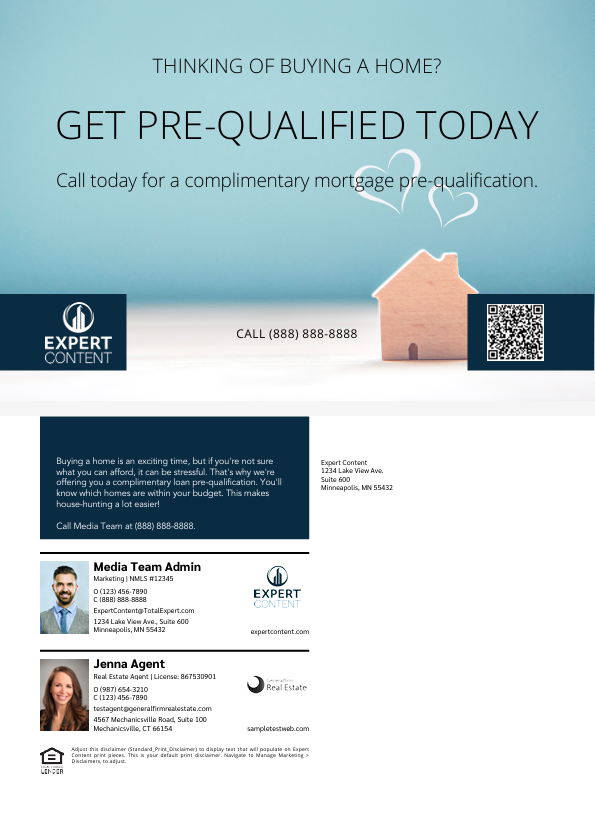 THINKING OF BUYING A HOME?
GET PRE-QUALIFIED TODAY
Call today for a complimentary mortgage pre-qualification.
EXPERT
CONTENT
CALL (888) 888-8888
Buying a home is an exciting time, but if you're not sure
what you can afford, it can be stressful. That's why we're
offering you a complimentary loan pre-qualification. You'll
know which homes are within your budget. This makes
house-hunting a lot easier!
Call Media Team at (888) 888-8888.
Expert Content
1234 Lake View Ave.
Suite 600
Minneapolis, MN 55432
Media Team Admin
Marketing | NMLS #12345
O (123) 456-7890
C (888) 888-8888
ExpertContent@TotalExpert.com
1234 Lake View Ave., Suite 600
Minneapolis, MN 55432
EXPERT
CONTENT
expertcontent.com
Jenna Agent
Real Estate Agent | License: 867530901
O (987) 654-3210
C (123) 456-7890
testagent@generalfirmrealestate.com
4567 Mechanicsville Road, Suite 100
Mechanicsville, CT 66154
General Firm
Real Estate
sampletestweb.com
Adjust this disclaimer (Standard_Print_Disclaimer) to display text that will populate on Expert
Content print pieces. This is your default print disclaimer. Navigate to Manage Marketing >
Disclaimers, to adjust.
LENDER